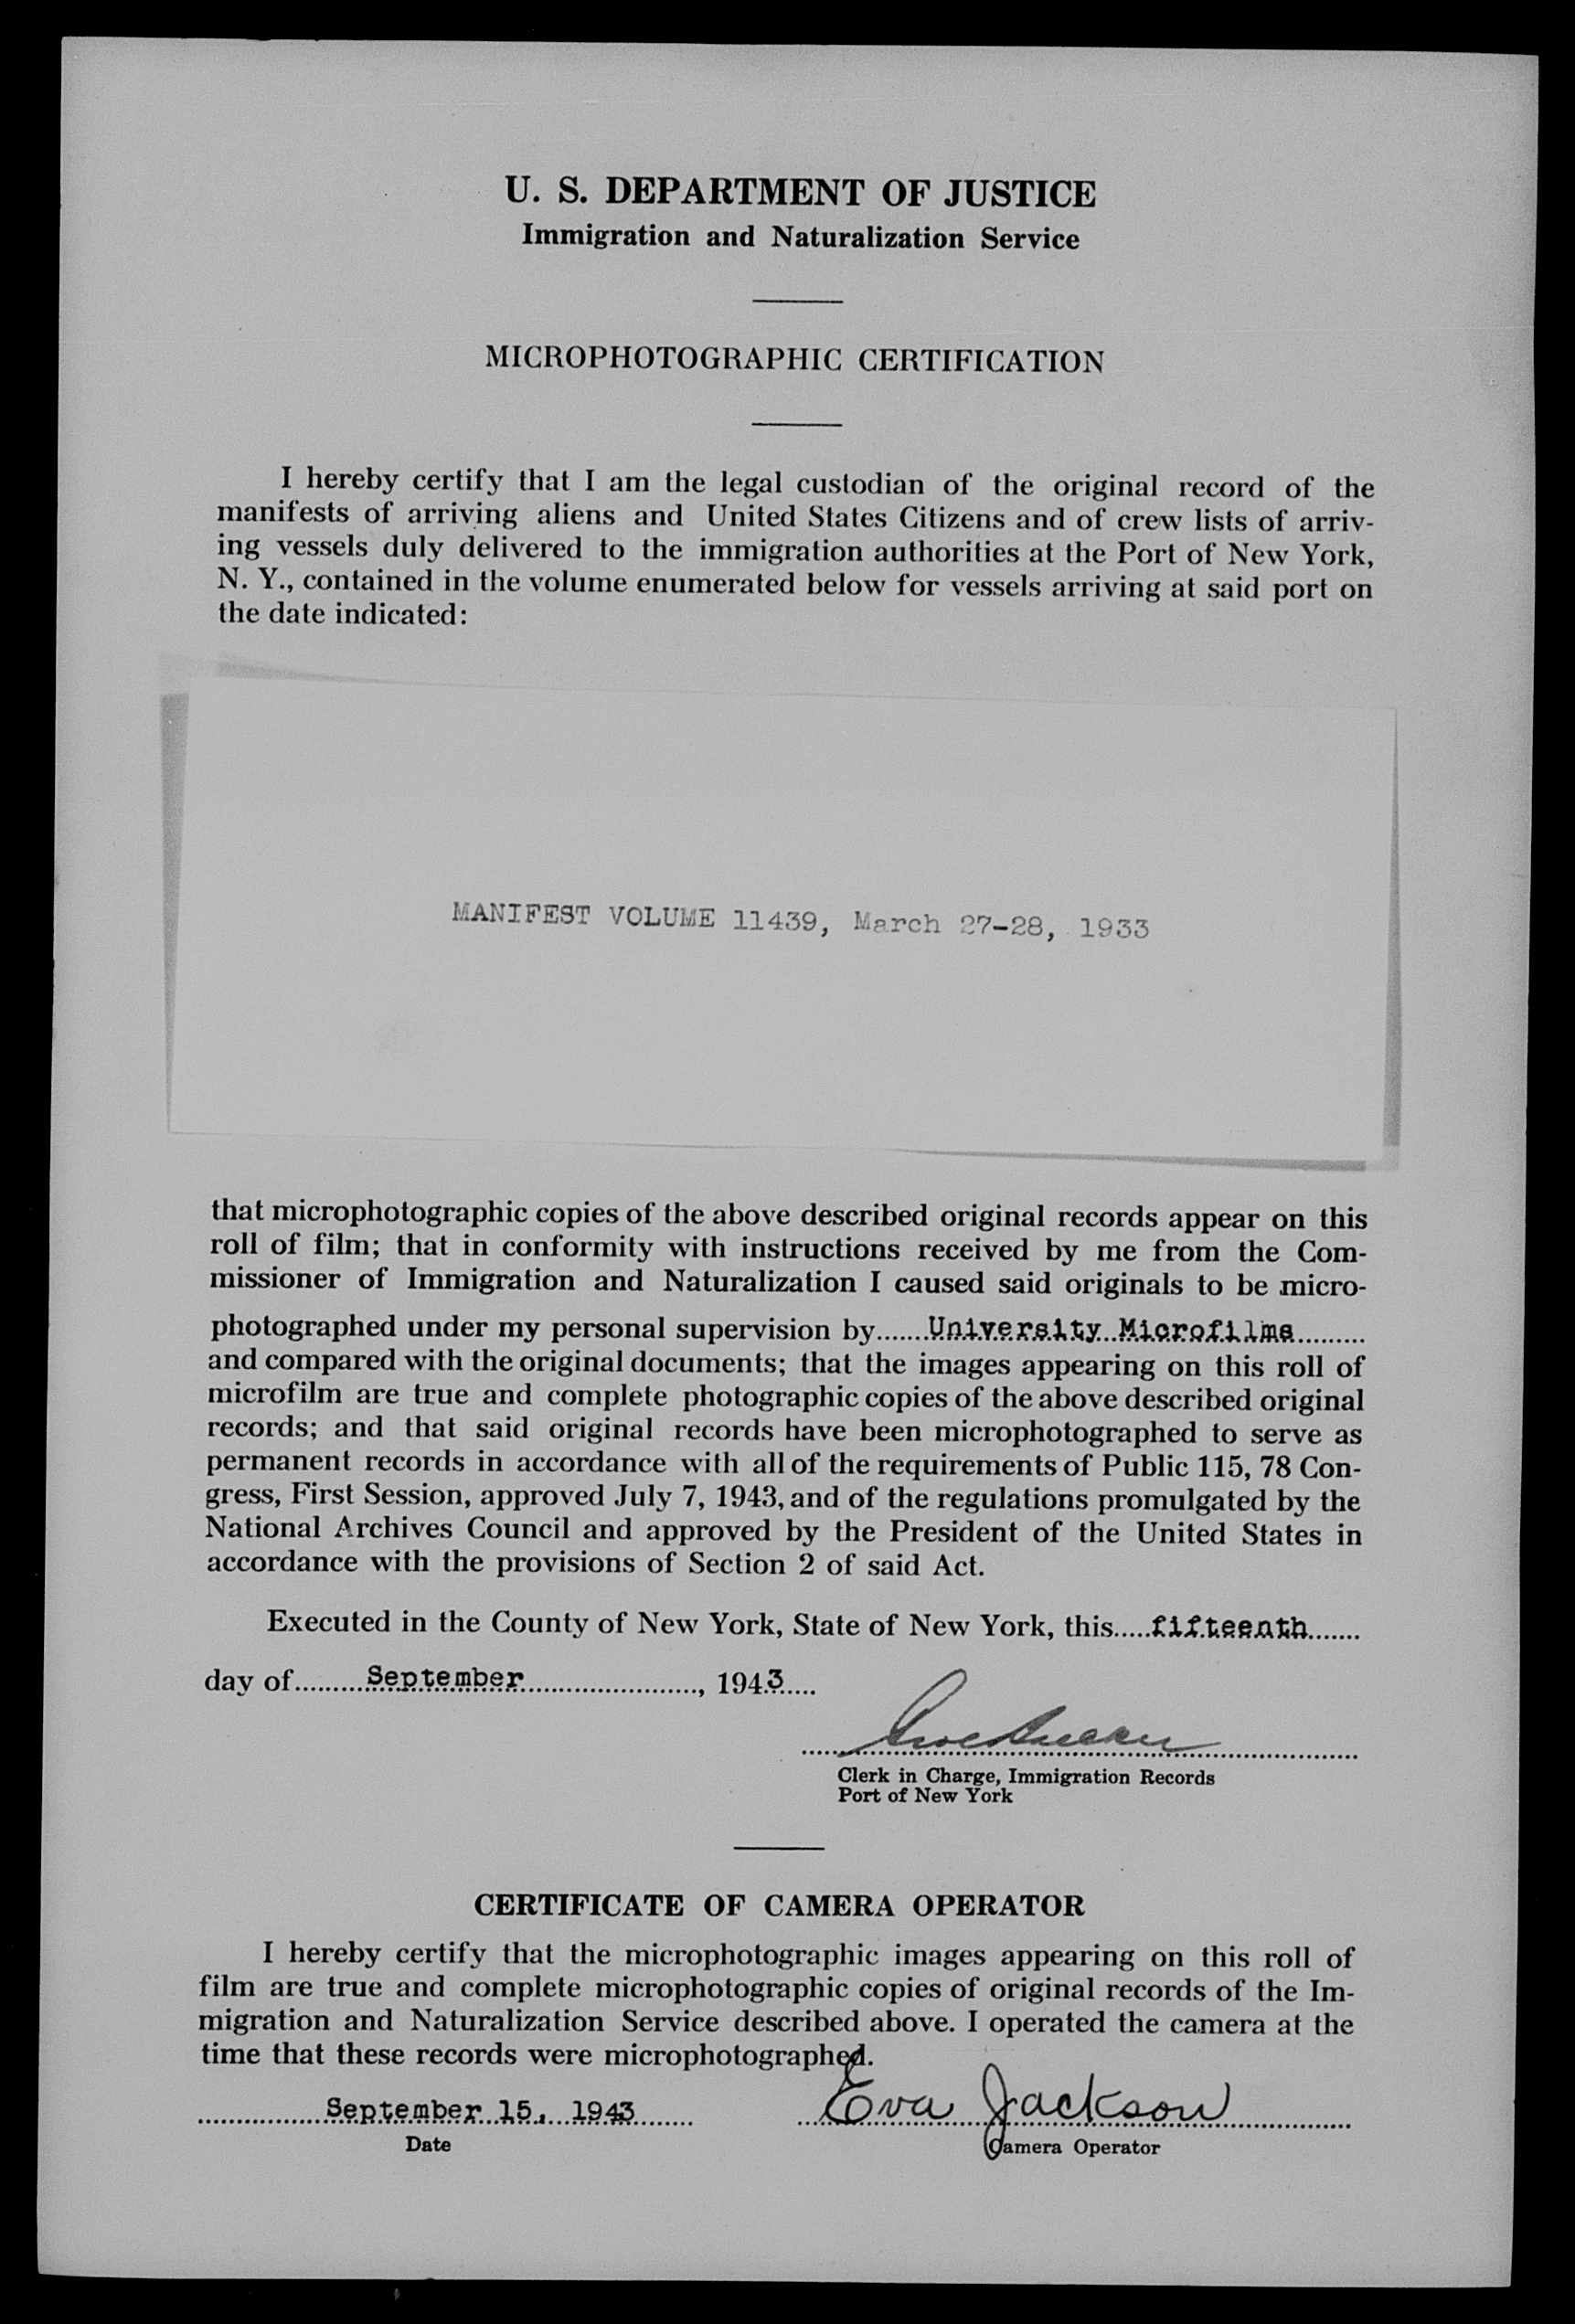 U. S. DEPARTMENT OF JUSTICE
Immigration and Naturalization Service
MICROPHOTOGRAPHIC CERTIFICATION
I hereby certify that I am the legal custodian of the original record of the
manifests of arriving aliens and United States Citizens and of crew lists of arriv-
ing vessels duly delivered to the immigration authorities at the Port of New York,
N. Y., contained in the volume enumerated below for vessels arriving at said port on
the date indicated:
MANIFEST VOLUME 11439, March 27-28, 1933
that microphotographic copies of the above described original records appear on this
roll of film; that in conformity with instructions received by me from the Com-
missioner of Immigration and Naturalization I caused said originals to be micro-
photographed under my personal supervision by.......University Microfilms.........
and compared with the original documents; that the images appearing on this roll of
microfilm are true and complete photographic copies of the above described original
records; and that said original records have been microphotographed to serve as
permanent records in accordance with all of the requirements of Public 115, 78 Con-
gress, First Session, approved July 7, 1943, and of the regulations promulgated by the
National Archives Council and approved by the President of the United States in
accordance with the provisions of Section 2 of said Act.
Executed in the County of New York, State of New York, this.....fifteenth.......
day of.........September......................, 1943.....
Clerk in Charge, Immigration Records
Port of New York
CERTIFICATE OF CAMERA OPERATOR
I hereby certify that the microphotographic images appearing on this roll of
film are true and complete microphotographic copies of original records of the Im-
migration and Naturalization Service described above. I operated the camera at the
time that these records were microphotographed.
September 15, 1943 Eva Jackson
Date Camera Operator